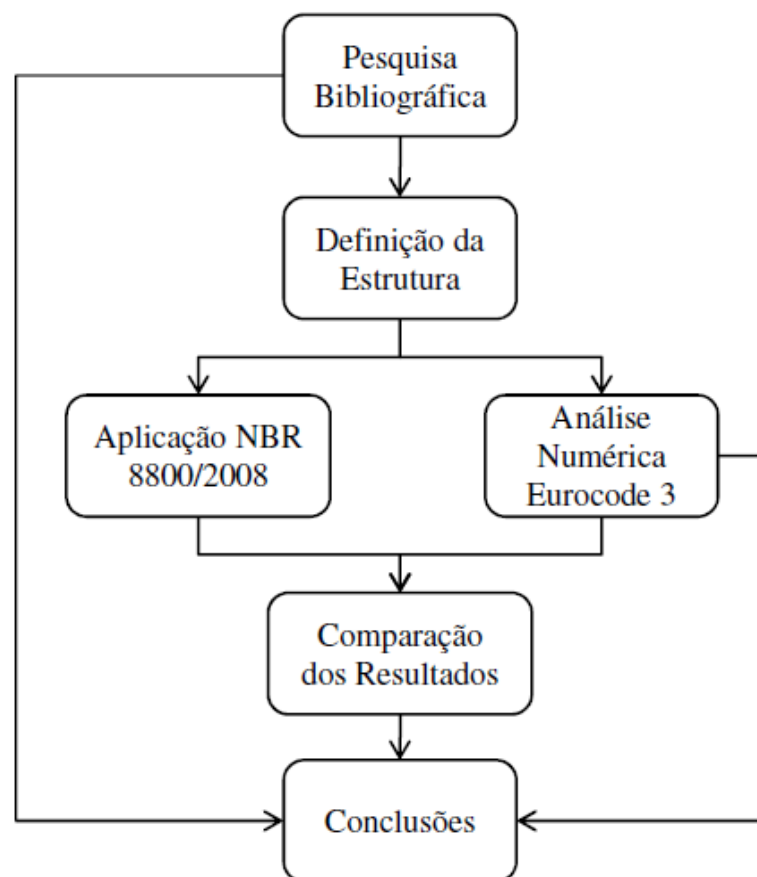 Pesquisa
Bibliográfica
Definição da
Estrutura
Aplicação NBR
8800/2008
Análise
Numérica
Eurocode 3
Comparação
dos Resultados
Conclusões